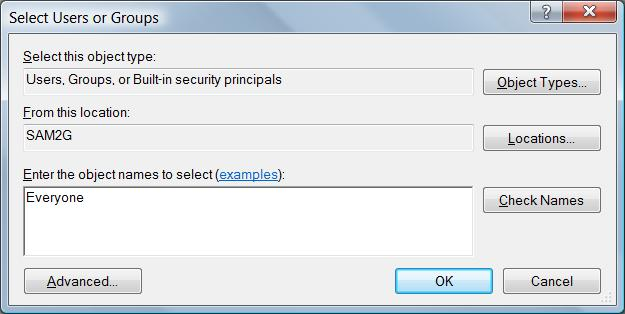 Select Users or Groups
Select this object type:
Users, Groups, or Built-in security principals
Object Types...
From this location:
SAM2G
Locations...
Enter the object names to select (examples):
Everyone
Check Names
Advanced...
OK
Cancel